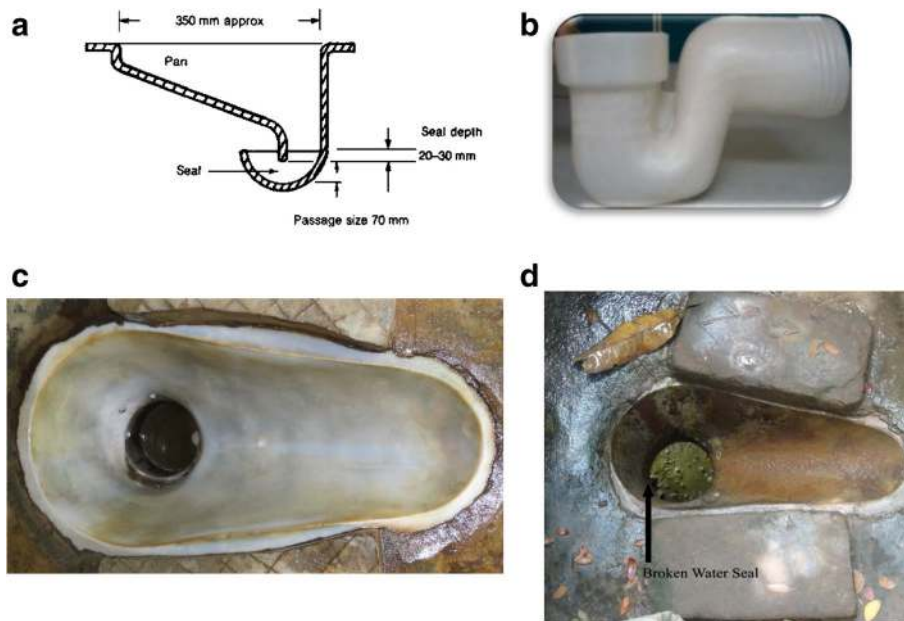 a
350 mm approx
Pan
Seal depth
20–30 mm
Seal
Passage size 70 mm
b
c
d
Broken Water Seal